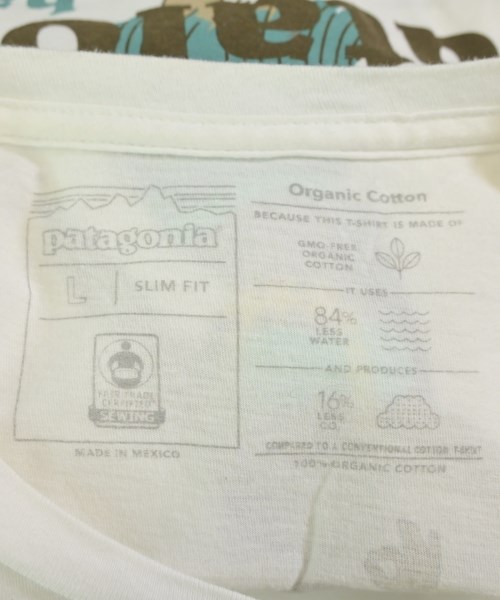 patagonia
L | SLIM FIT
FAIR TRADE
CERTIFIED
SEWING
MADE IN MEXICO
Organic Cotton
BECAUSE THIS T-SHIRT IS MADE OF
GMO-FREE
ORGANIC
COTTON
IT USES
84%
LESS
WATER
AND PRODUCES
16%
LESS
CO₂
COMPARED TO A CONVENTIONAL COTTON T-SHIRT
100% ORGANIC COTTON